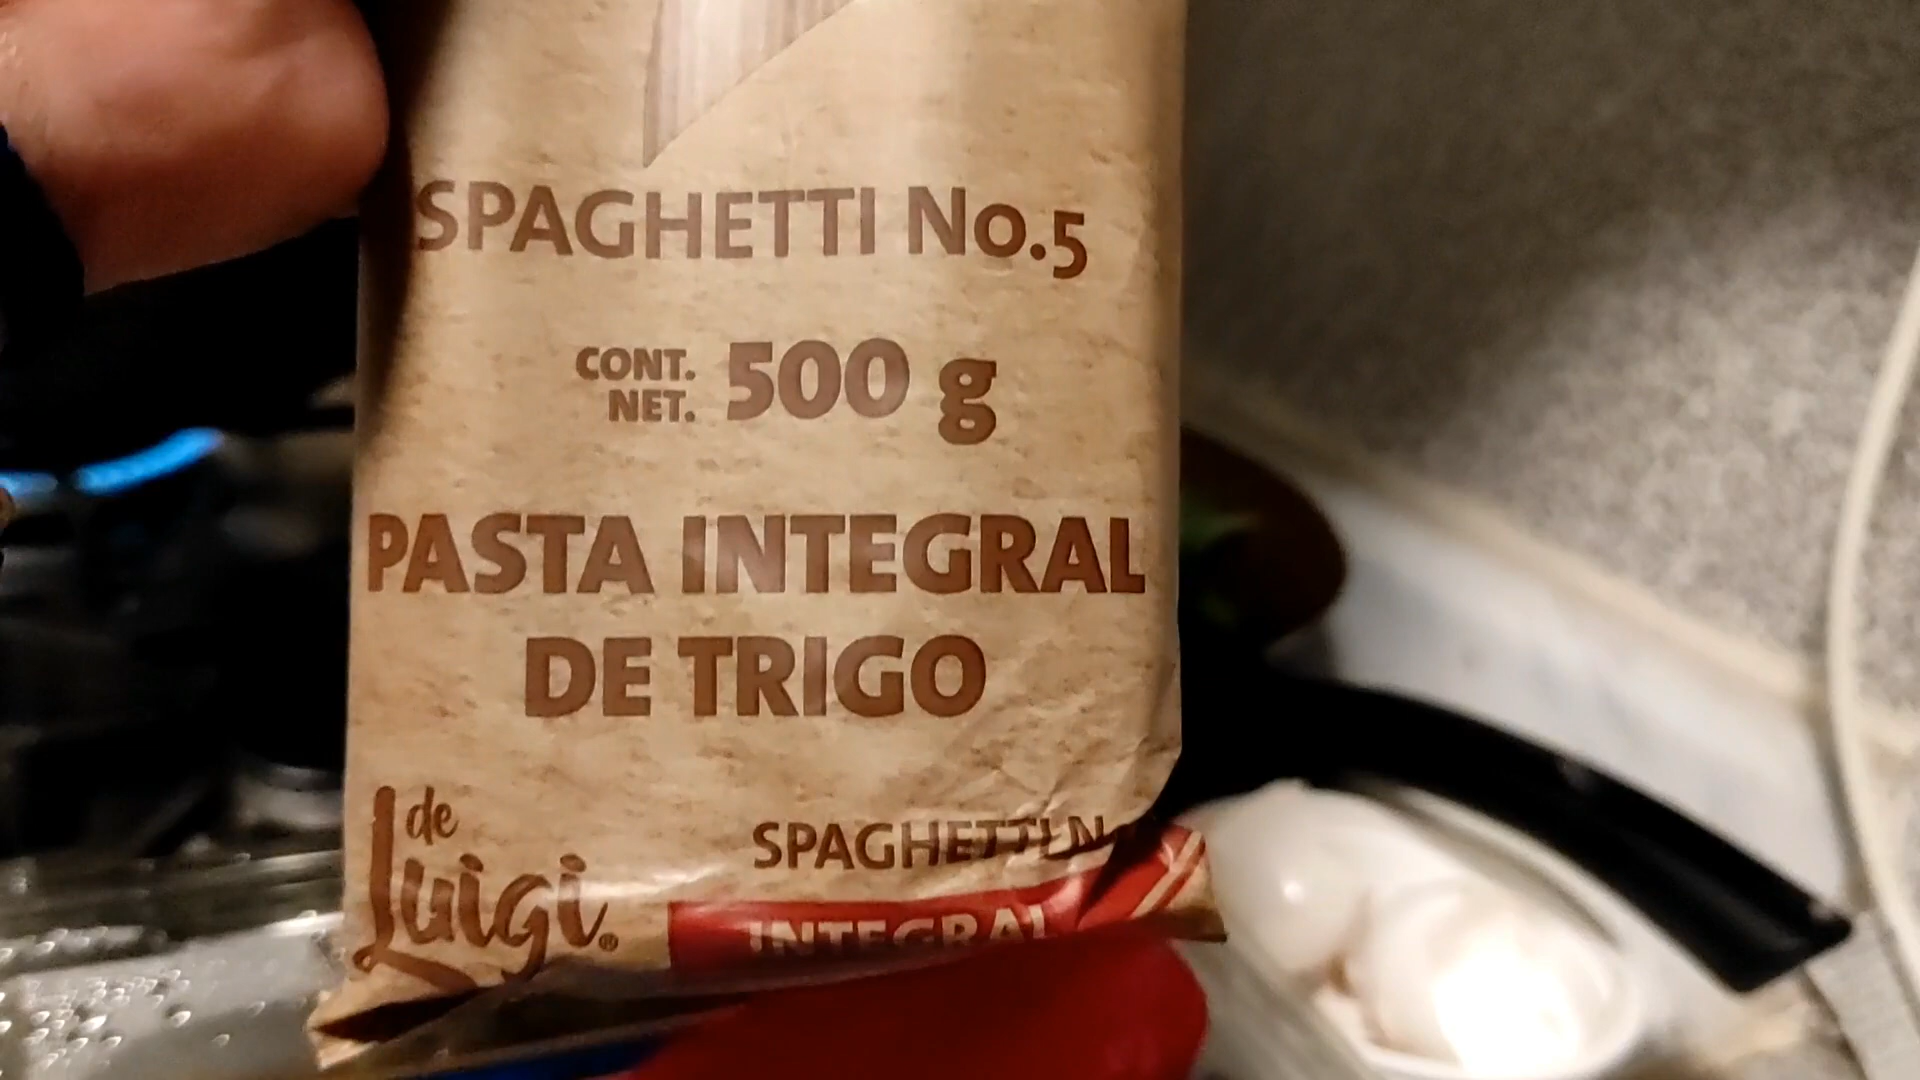 SPAGHETTI No.5
CONT.
NET. 500 g
PASTA INTEGRAL
DE TRIGO
de
Luigi®
SPAGHETTI N
INTEGRAL